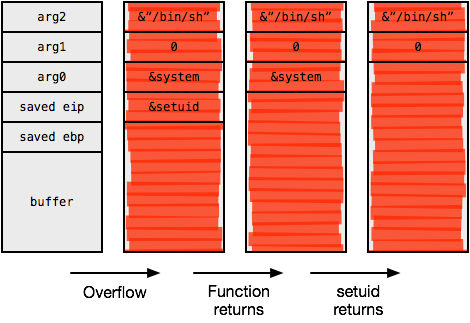 arg2 &"/bin/sh" &"/bin/sh" &"/bin/sh"
arg1 0 0 0
arg0 &system &system
saved eip &setuid
saved ebp
buffer
Overflow Function returns setuid returns